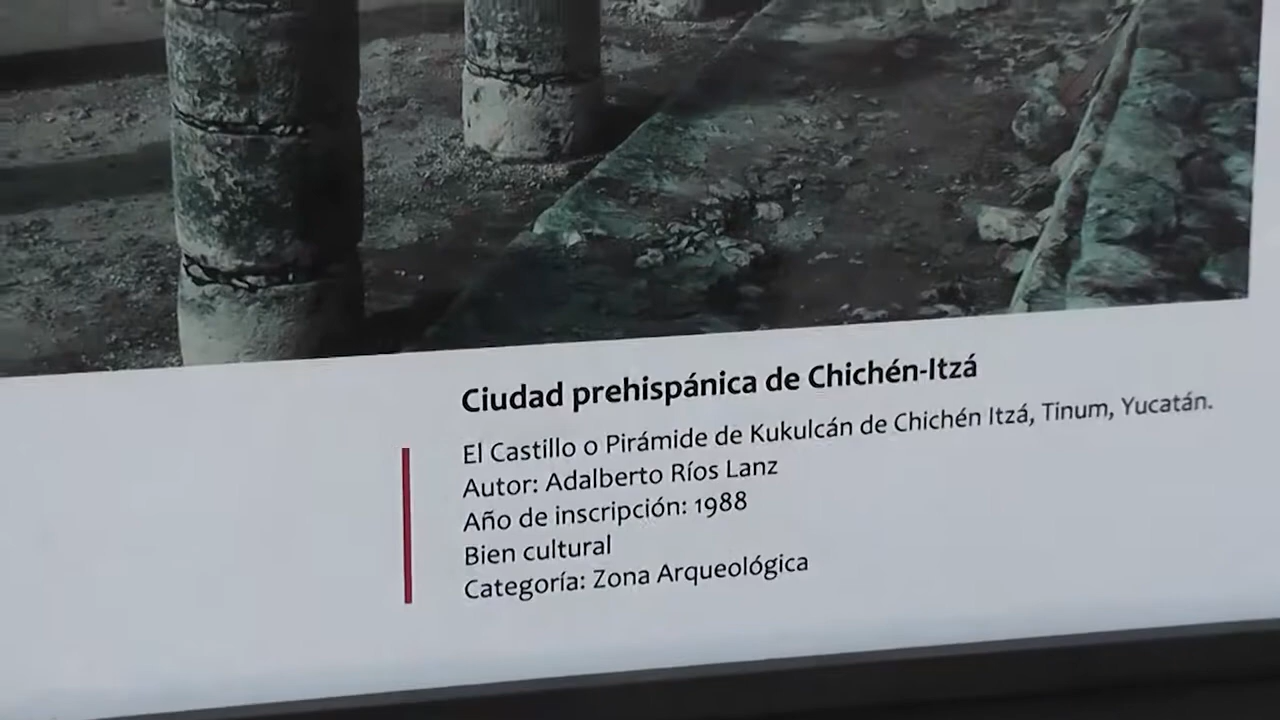 Ciudad prehispánica de Chichén-Itzá
El Castillo o Pirámide de Kukulcán de Chichén Itzá, Tinum, Yucatán.
Autor: Adalberto Ríos Lanz
Año de inscripción: 1988
Bien cultural
Categoría: Zona Arqueológica